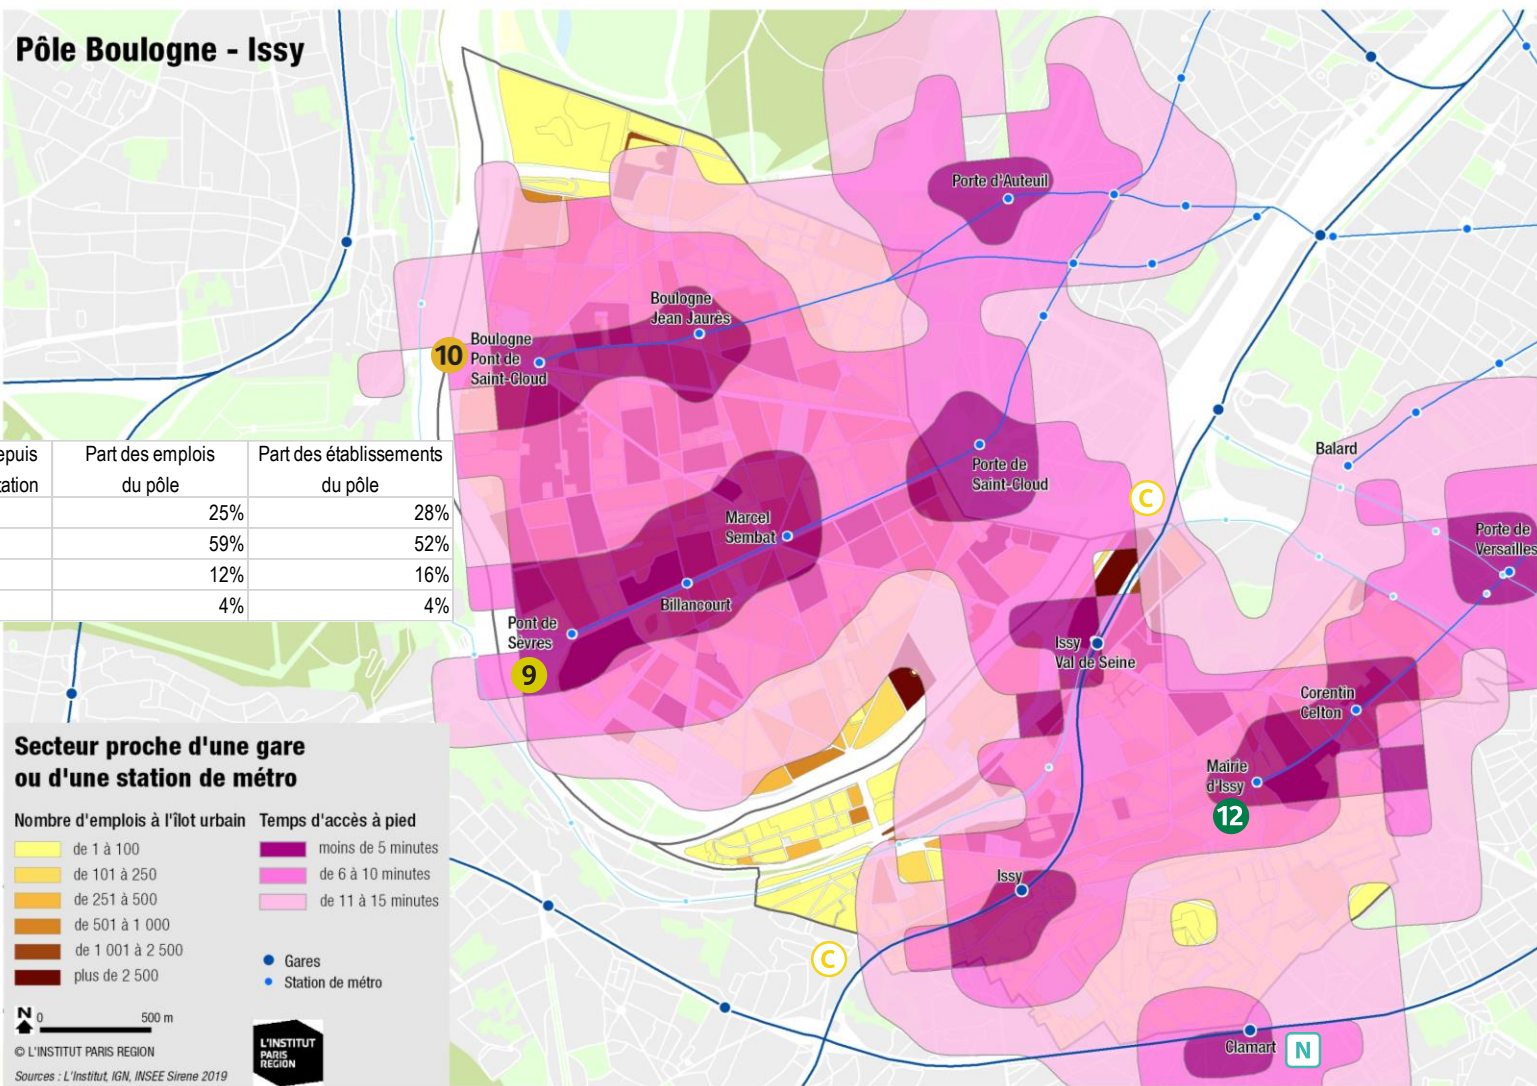 Pôle Boulogne - Issy
Porte d'Auteuil
Boulogne
Jean Jaurès
Boulogne
Pont de
Saint-Cloud
10
Porte de
Saint-Cloud
Balard
Porte de
Versailles
C
Marcel
Sembat
Billancourt
Pont de
Sèvres
9
Issy
Val de Seine
Corentin
Celton
Mairie
d'Issy
12
Issy
C
Clamart
N
Part des emplois
du pôle
Part des établissements
du pôle
25% 28%
59% 52%
12% 16%
4% 4%
Secteur proche d'une gare
ou d'une station de métro
Nombre d'emplois à l'îlot urbain
de 1 à 100
de 101 à 250
de 251 à 500
de 501 à 1 000
de 1 001 à 2 500
plus de 2 500
Temps d'accès à pied
moins de 5 minutes
de 6 à 10 minutes
de 11 à 15 minutes
Gares
Station de métro
N
0 500 m
© L'INSTITUT PARIS REGION
Sources : L'Institut, IGN, INSEE Sirene 2019
L'INSTITUT
PARIS
REGION